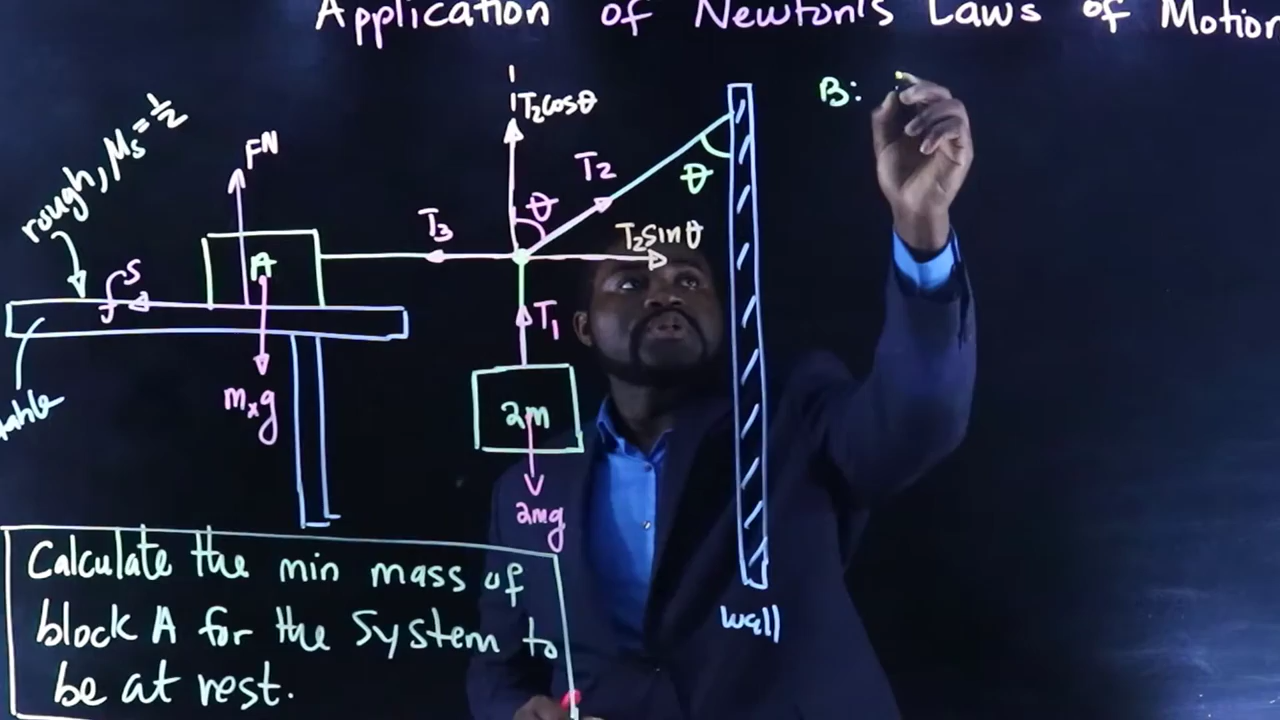 Application of Newton's Laws of Motion
rough, μs = 1/2
FN
A
fs
mₓg
table
T₃
T₂cosθ
θ
T₂
T₂sinθ
θ
T₁
2m
2mg
wall
B:
Calculate the min mass of
block A for the system to
be at rest.